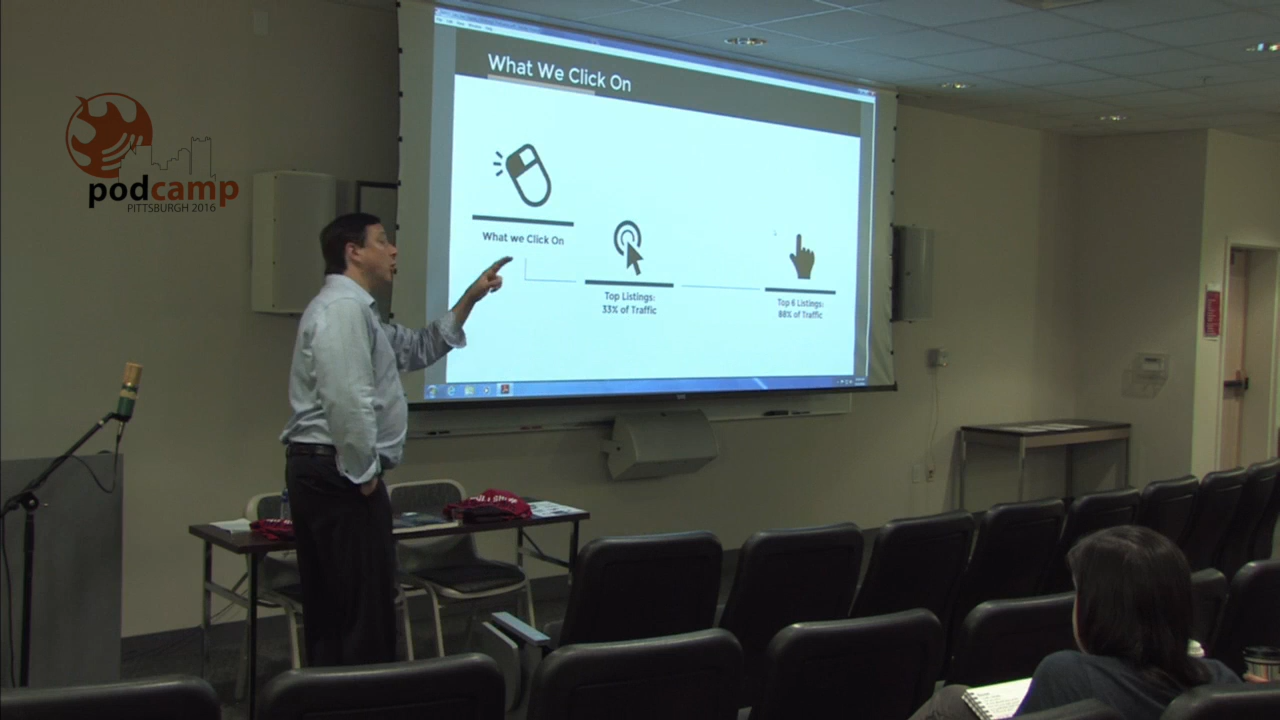 podcamp
PITTSBURGH 2016
What We Click On
What we Click On
Top Listings:
33% of Traffic
Top 6 Listings:
88% of Traffic